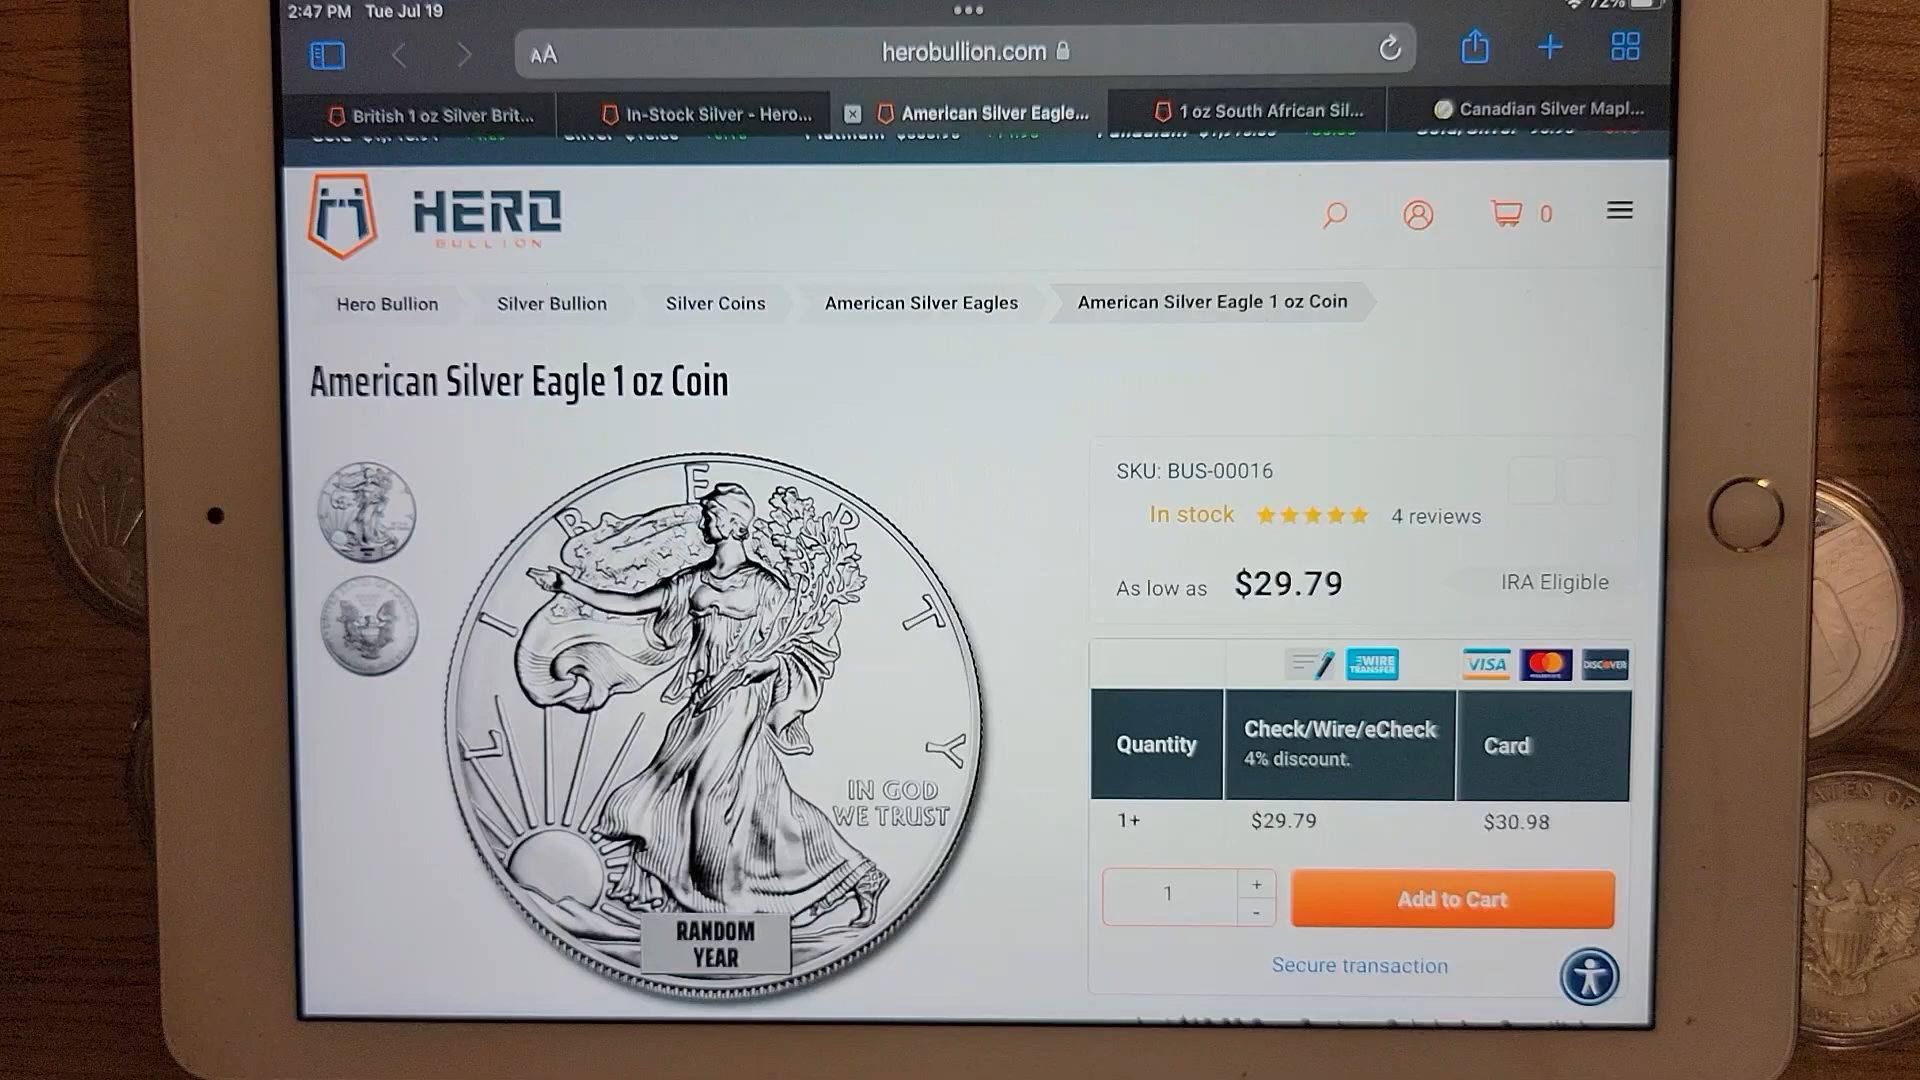 2:47 PM Tue Jul 19
72%
AA
herobullion.com
British 1 oz Silver Brit...
In-Stock Silver - Hero...
American Silver Eagle...
1 oz South African Sil...
Canadian Silver Mapl...
HERO
BULLION
0
Hero Bullion
Silver Bullion
Silver Coins
American Silver Eagles
American Silver Eagle 1 oz Coin
American Silver Eagle 1 oz Coin
LIBERTY
IN GOD
WE TRUST
RANDOM
YEAR
SKU: BUS-00016
In stock
4 reviews
As low as $29.79
IRA Eligible
WIRE
TRANSFER
VISA
DISCOVER
Quantity
Check/Wire/eCheck
4% discount.
Card
1+
$29.79
$30.98
1
+
-
Add to Cart
Secure transaction